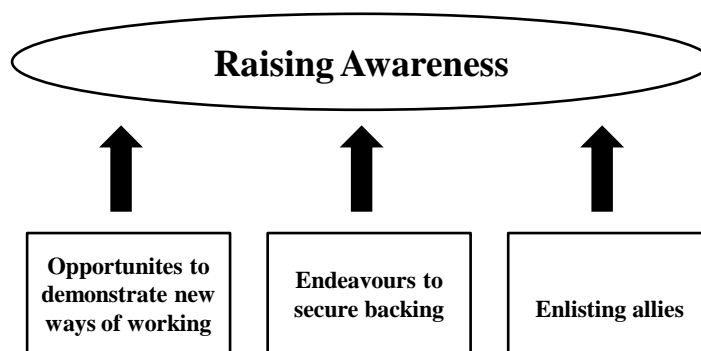 Raising Awareness
Opportunites to
demonstrate new
ways of working
Endeavours to
secure backing
Enlisting allies